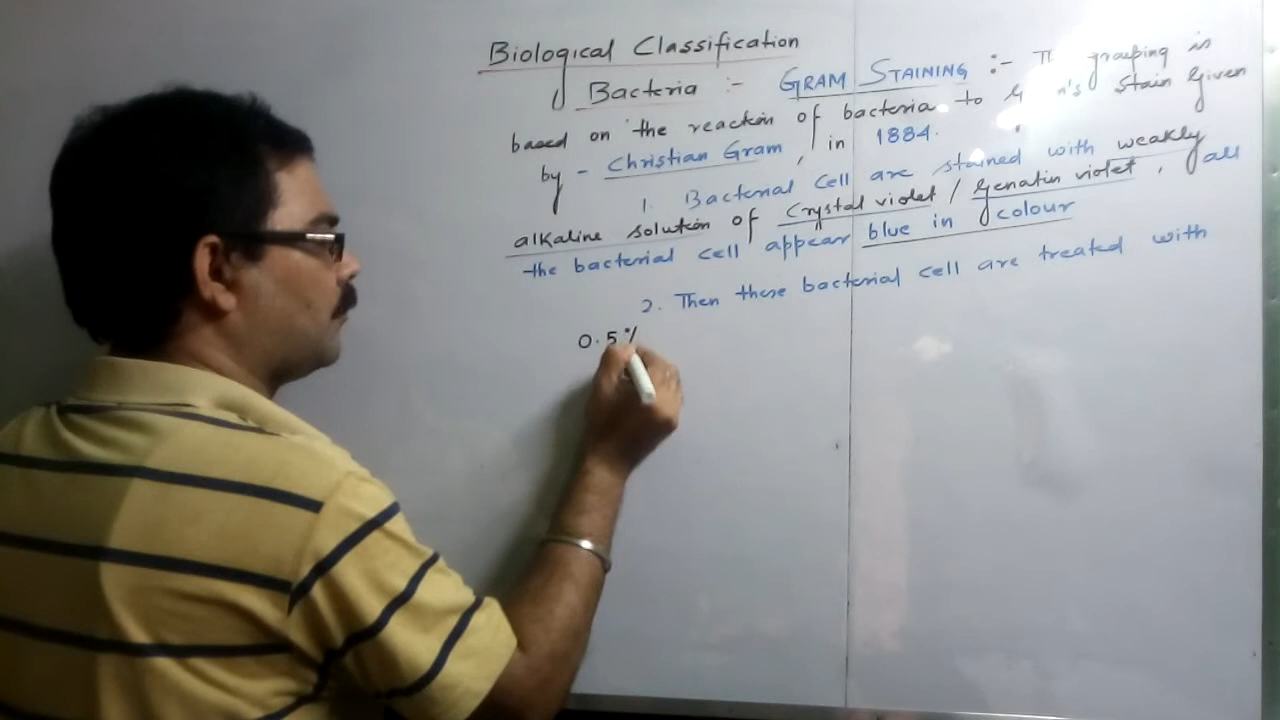 Biological Classification
Bacteria :- GRAM STAINING :- The grouping is
based on the reaction of bacteria to Stain Given
by - Christian Gram, in 1884.
1. Bacterial cell are stained with weakly
alkaline solution of Crystal violet / Genatin violet, all
the bacterial cell appear blue in colour
2. Then these bacterial cell are treated with
0.5%